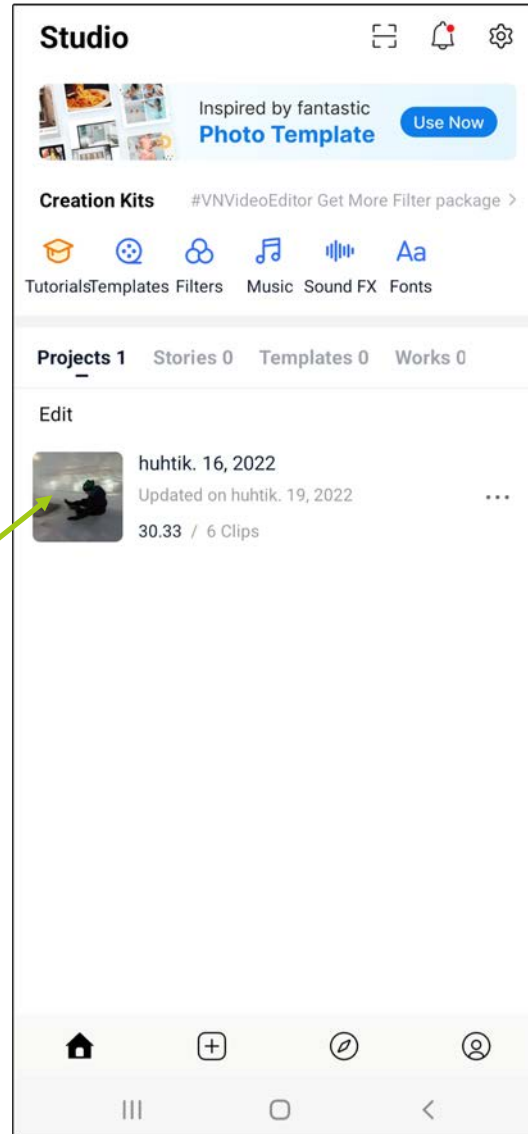 Studio
Inspired by fantastic
Photo Template
Use Now
Creation Kits #VNVideoEditor Get More Filter package >
Tutorials Templates Filters Music Sound FX Fonts
Projects 1 Stories 0 Templates 0 Works 0
Edit
huhtik. 16, 2022
Updated on huhtik. 19, 2022
30.33 / 6 Clips